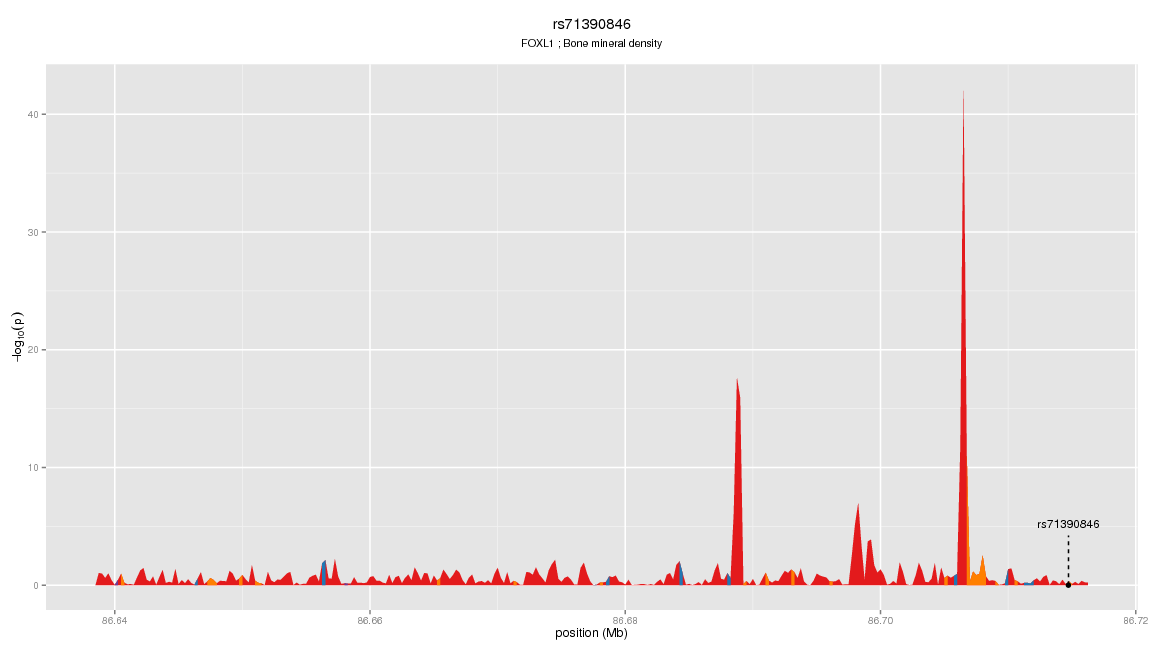 rs71390846
FOXL1 ; Bone mineral density
−log10(p)
40
30
20
10
0
rs71390846
86.64 86.66 86.68 86.70 86.72
position (Mb)